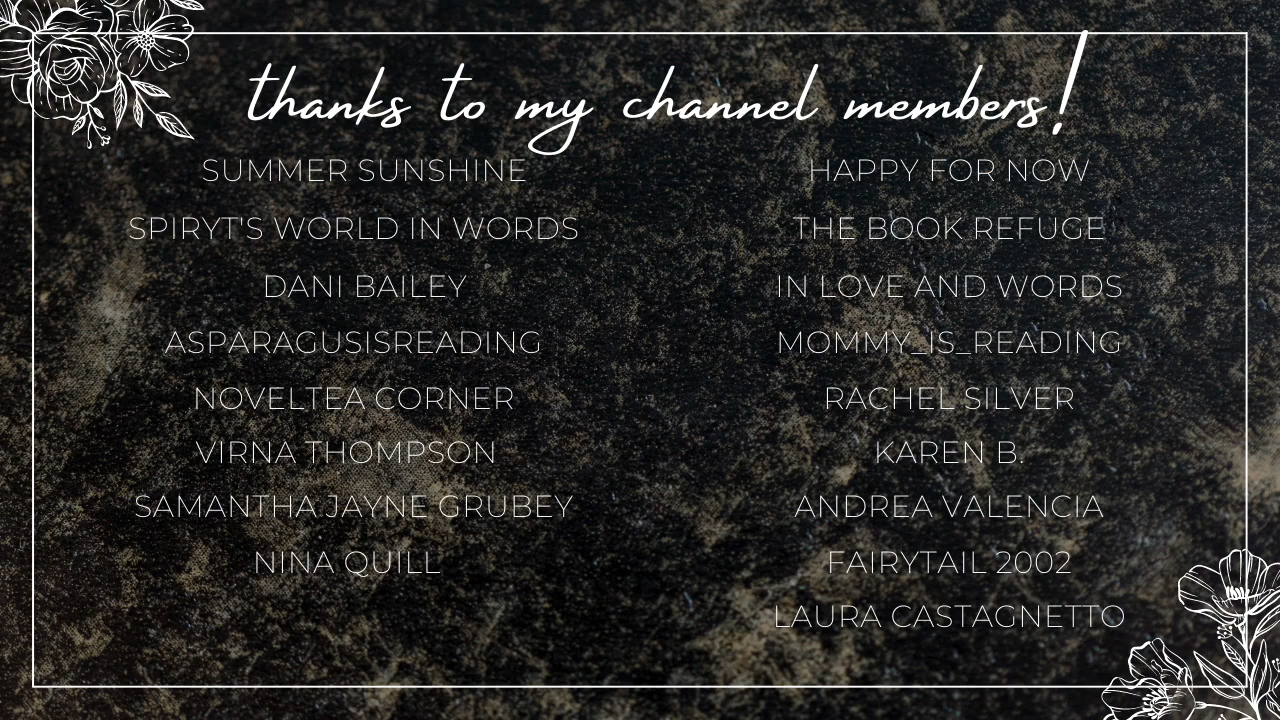 thanks to my channel members!
SUMMER SUNSHINE
SPIRYT'S WORLD IN WORDS
DANI BAILEY
ASPARAGUSISREADING
NOVELTEA CORNER
VIRNA THOMPSON
SAMANTHA JAYNE GRUBEY
NINA QUILL
HAPPY FOR NOW
THE BOOK REFUGE
IN LOVE AND WORDS
MOMMY_IS_READING
RACHEL SILVER
KAREN B.
ANDREA VALENCIA
FAIRYTAIL 2002
LAURA CASTAGNETTO